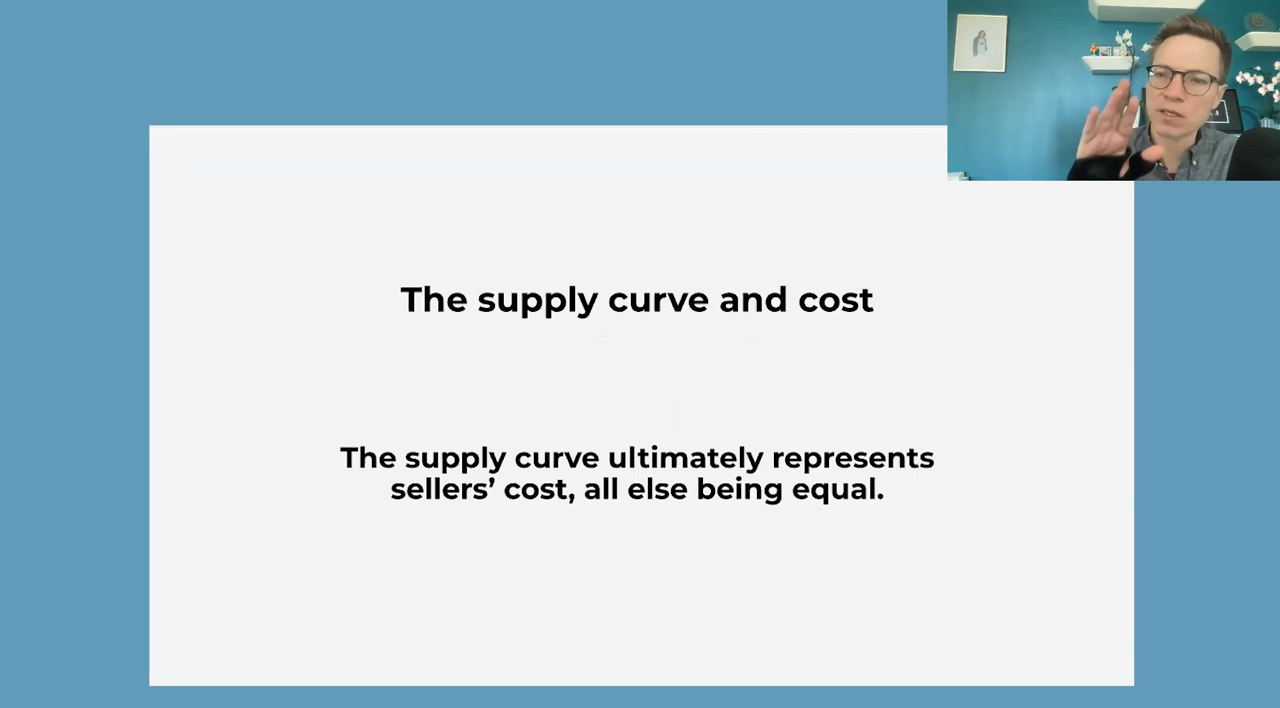 The supply curve and cost
The supply curve ultimately represents
sellers’ cost, all else being equal.